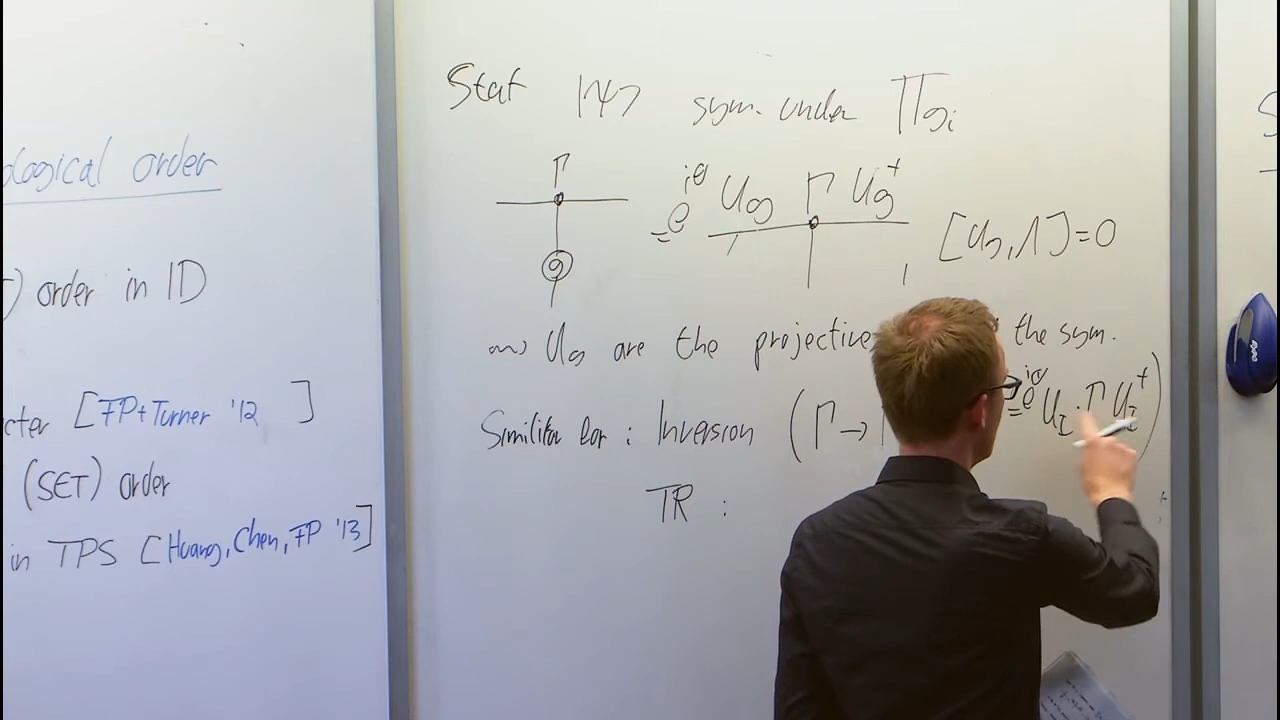 ological order
) order in 1D
cter [FP+Turner '12]
(SET) order
in TPS [Huang, Chen, FP '13]
Stat |ψ> sym. under ∏ g_i
Γ
g
= e^{iθ} U_g Γ U_g^† [U_g, Λ] = 0
⇝ U_g are the projective the sym.
Similar for : Inversion (Γ → = e^{iθ} U_I · Γ U_I^†)
TR :